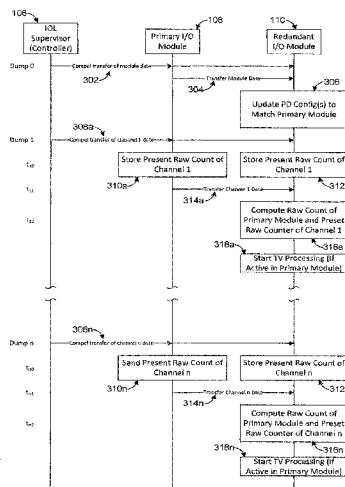 106
108
110
IOL
Supervisor
(Controller)
Primary I/O
Module
Redundant
I/O Module
Dump 0
Compel transfer of module data
302
Transfer Module Data
304
306
Update PD Config(s) to
Match Primary Module
308a
Dump 1
Compel transfer of channel 1 data
Store Present Raw Count of
Channel 1
Store Present Raw Count of
Channel 1
310a
312
Transfer Channel 1 Data
314a
Compute Raw Count of
Primary Module and Preset
Raw Counter of Channel 1
318a
316a
Start TV Processing (If
Active in Primary Module)
308n
Dump n
Compel transfer of channel n data
Send Present Raw Count of
Channel n
Store Present Raw Count of
Channel n
310n
312
Transfer Channel n Data
314n
Compute Raw Count of
Primary Module and Preset
Raw Counter of Channel n
318n
316n
Start TV Processing (If
Active in Primary Module)